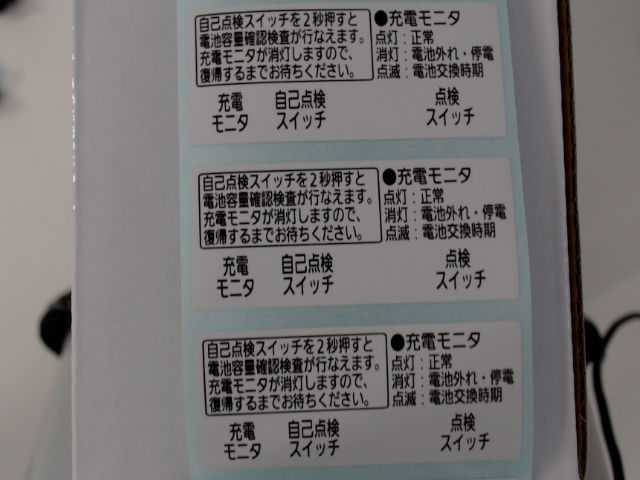 自己点検スイッチを2秒押すと
電池容量確認検査が行なえます。
充電モニタが消灯しますので、
復帰するまでお待ちください。
●充電モニタ
点灯:正常
消灯:電池外れ・停電
点滅:電池交換時期
充電 自己点検 点検
モニタ スイッチ スイッチ
自己点検スイッチを2秒押すと
電池容量確認検査が行なえます。
充電モニタが消灯しますので、
復帰するまでお待ちください。
●充電モニタ
点灯:正常
消灯:電池外れ・停電
点滅:電池交換時期
充電 自己点検 点検
モニタ スイッチ スイッチ
自己点検スイッチを2秒押すと
電池容量確認検査が行なえます。
充電モニタが消灯しますので、
復帰するまでお待ちください。
●充電モニタ
点灯:正常
消灯:電池外れ・停電
点滅:電池交換時期
充電 自己点検 点検
モニタ スイッチ スイッチ